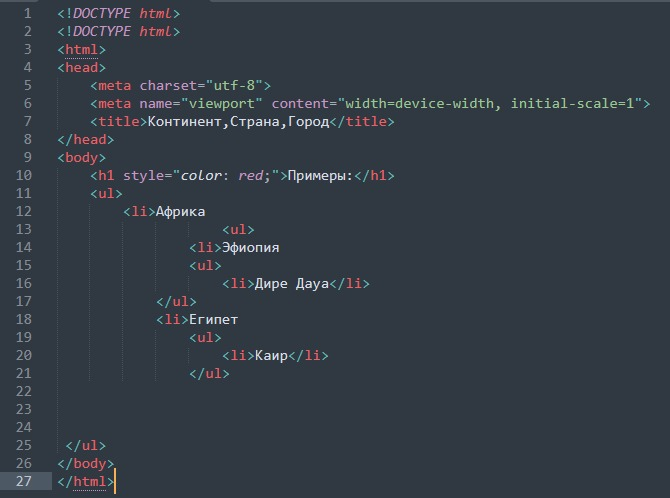 1 <!DOCTYPE html>
2 <!DOCTYPE html>
3 <html>
4 <head>
5     <meta charset="utf-8">
6     <meta name="viewport" content="width=device-width, initial-scale=1">
7     <title>Континент,Страна,Город</title>
8 </head>
9 <body>
10     <h1 style="color: red;">Примеры:</h1>
11     <ul>
12         <li>Африка
13                     <ul>
14                 <li>Эфиопия
15                 <ul>
16                     <li>Дире Дауа</li>
17             </ul>
18             <li>Египет
19                 <ul>
20                     <li>Каир</li>
21                 </ul>
22
23
24
25  </ul>
26 </body>
27 </html>